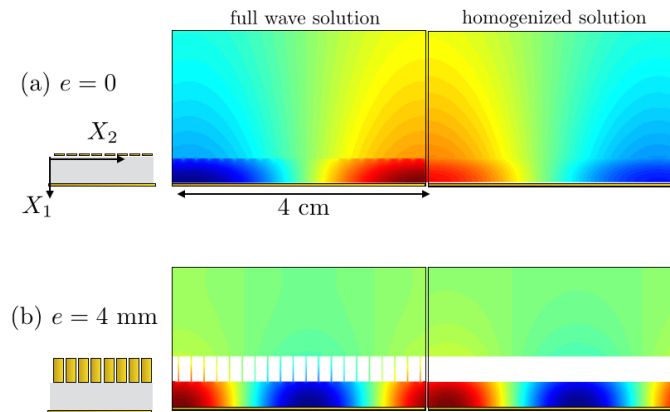 full wave solution
homogenized solution
(a) e = 0
X₂
X₁
4 cm
(b) e = 4 mm